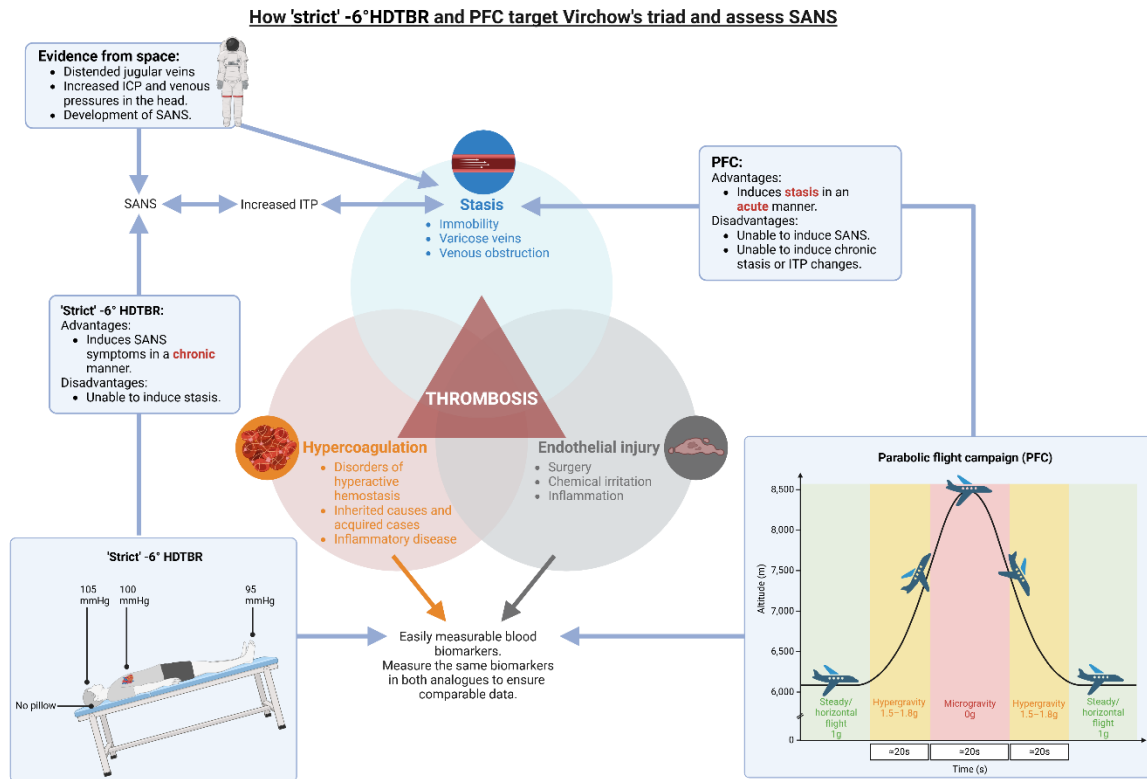 How 'strict' -6°HDTBR and PFC target Virchow's triad and assess SANS
Evidence from space:
• Distended jugular veins
• Increased ICP and venous
pressures in the head.
• Development of SANS.
SANS
Increased ITP
Stasis
• Immobility
• Varicose veins
• Venous obstruction
PFC:
Advantages:
• Induces stasis in an
acute manner.
Disadvantages:
• Unable to induce SANS.
• Unable to induce chronic
stasis or ITP changes.
'Strict' -6° HDTBR:
Advantages:
• Induces SANS
symptoms in a chronic
manner.
Disadvantages:
• Unable to induce stasis.
THROMBOSIS
Hypercoagulation
• Disorders of
hyperactive
hemostasis
• Inherited causes and
acquired cases
• Inflammatory disease
Endothelial injury
• Surgery
• Chemical irritation
• Inflammation
'Strict' -6° HDTBR
105
mmHg
100
mmHg
95
mmHg
No pillow
Easily measurable blood
biomarkers.
Measure the same biomarkers
in both analogues to ensure
comparable data.
Parabolic flight campaign (PFC)
Altitude (m)
8,500
7,500
6,000
6,000
0
Steady/
horizontal
flight
1g
Hypergravity
1.5–1.8g
Microgravity
0g
Hypergravity
1.5–1.8g
Steady/
horizontal
flight
1g
≈20s
≈20s
≈20s
Time (s)